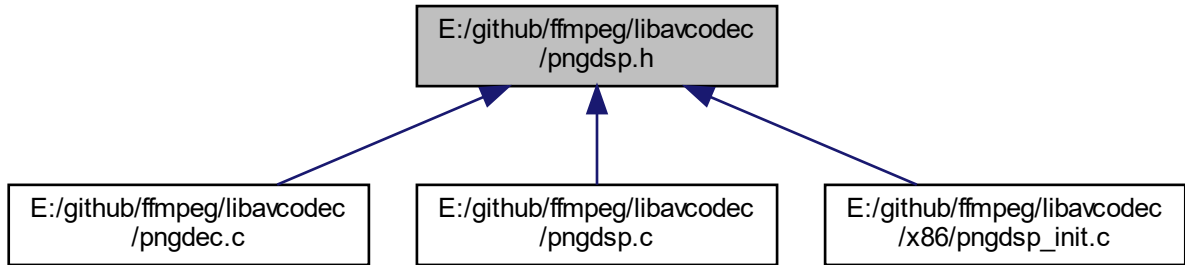 E:/github/ffmpeg/libavcodec
/pngdsp.h
E:/github/ffmpeg/libavcodec
/pngdec.c
E:/github/ffmpeg/libavcodec
/pngdsp.c
E:/github/ffmpeg/libavcodec
/x86/pngdsp_init.c